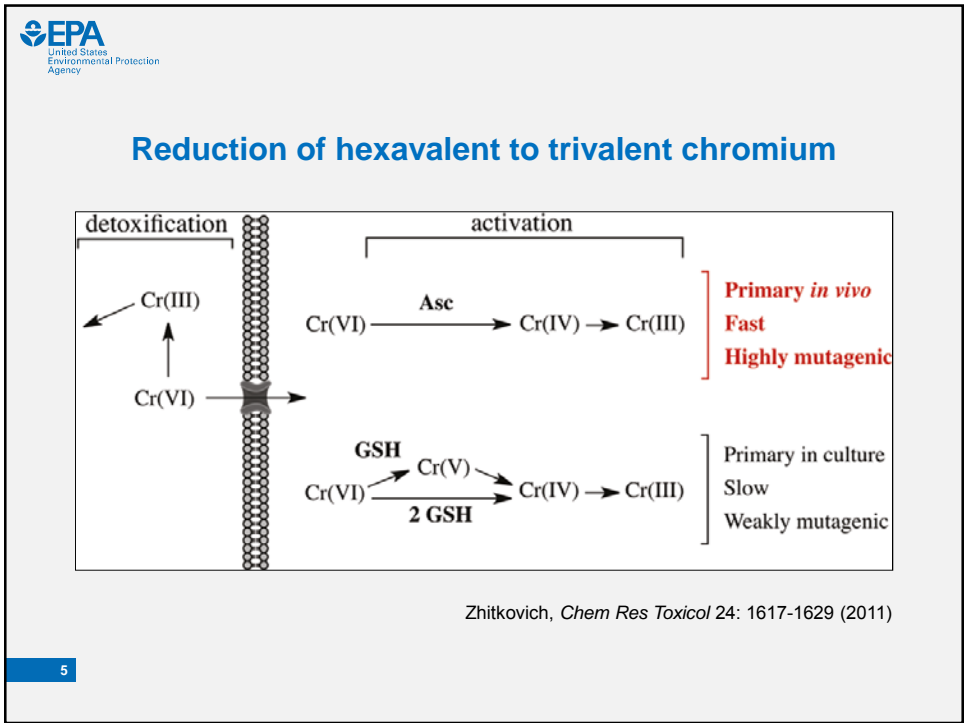 EPA
United States
Environmental Protection
Agency
Reduction of hexavalent to trivalent chromium
detoxification
activation
Cr(III)
Cr(VI)
Asc
Cr(VI)
Cr(IV)
Cr(III)
Primary in vivo
Fast
Highly mutagenic
GSH
Cr(V)
Cr(VI)
Cr(IV)
Cr(III)
2 GSH
Primary in culture
Slow
Weakly mutagenic
Zhitkovich, Chem Res Toxicol 24: 1617-1629 (2011)
5